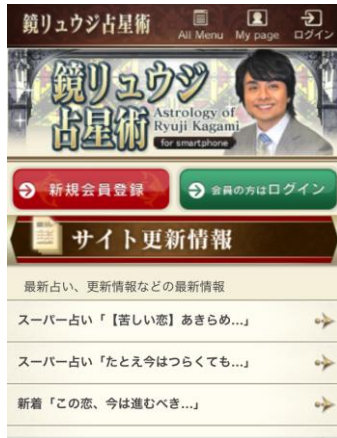 鏡リュウジ占星術
All Menu
My page
ログイン
鏡リュウジ
占星術
Astrology of
Ryuji Kagami
for smartphone
新規会員登録
会員の方はログイン
サイト更新情報
最新占い、更新情報などの最新情報
スーパー占い「【苦しい恋】あきらめ...」
スーパー占い「たとえ今はつらくても...」
新着「この恋、今は進むべき...」